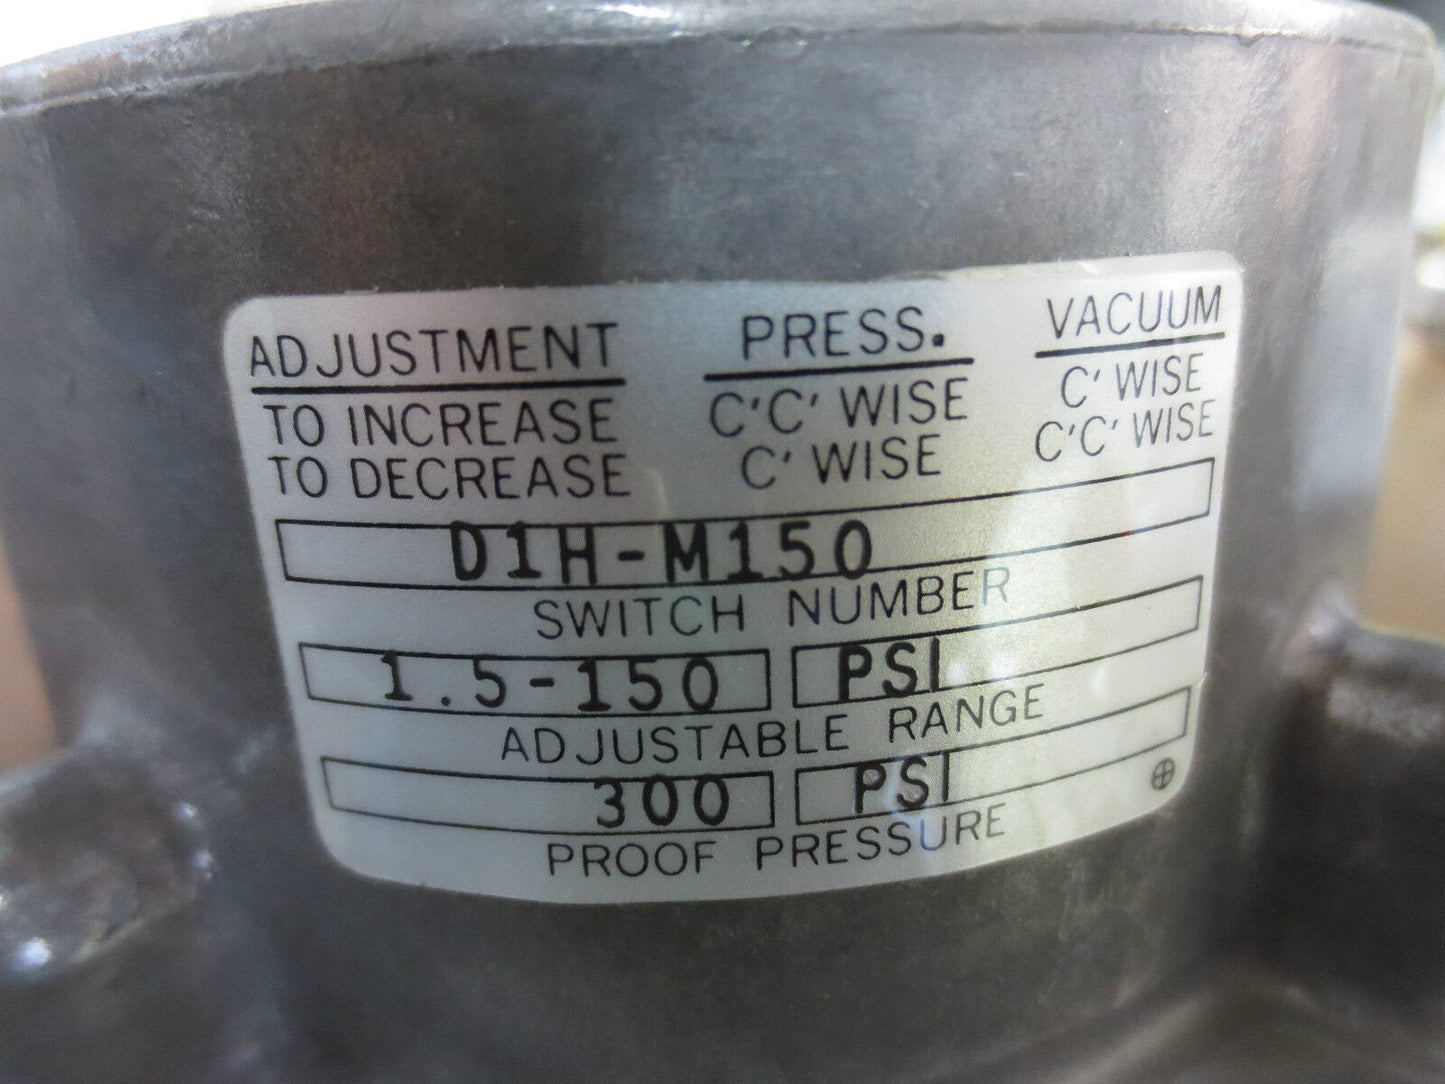 ADJUSTMENT PRESS. VACUUM
TO INCREASE C'C' WISE C' WISE
TO DECREASE C' WISE C'C' WISE
D1H-M150
SWITCH NUMBER
1.5-150 PSI
ADJUSTABLE RANGE
300 PSI
PROOF PRESSURE